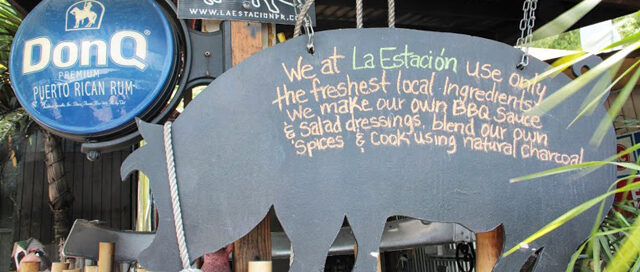 DonQ
PREMIUM
PUERTO RICAN RUM
WWW.LAESTACIONPR.C
We at La Estación use only
the freshest local Ingredients,
we make our own BBQ Sauce
& Salad dressings, blend our own
Spices & Cook using natural charcoal